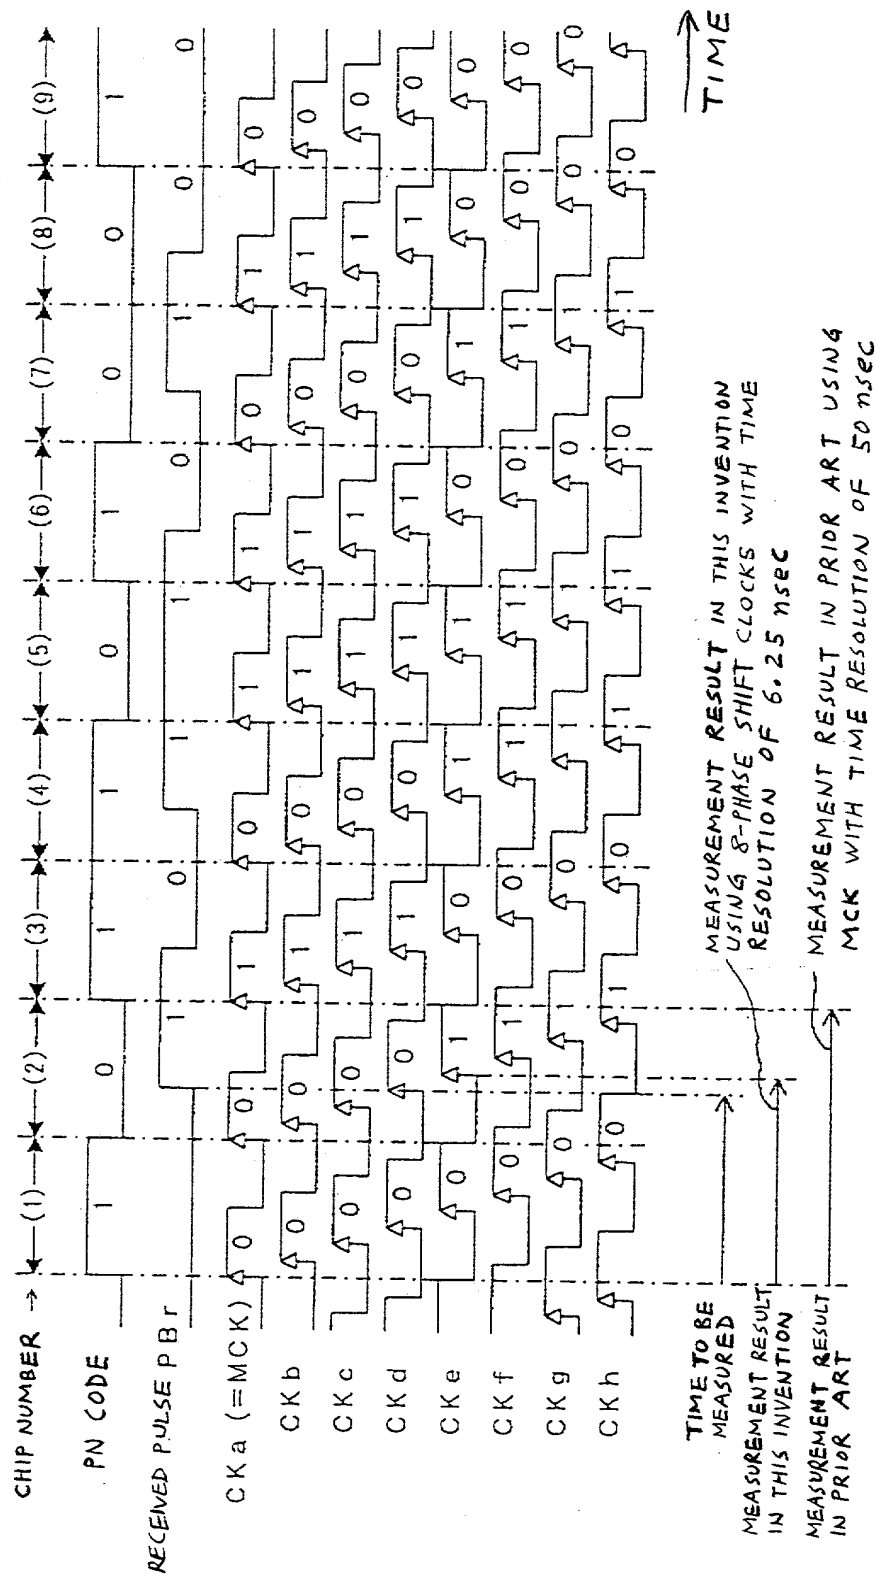 CHIP NUMBER → (1) (2) (3) (4) (5) (6) (7) (8) (9)
PN CODE 1 0 1 1 0 1 0 0 1
RECEIVED PULSE PBr 1 0 1 1 0 1 0 0
CKa (=MCK) 0 0 1 0 1 1 0 1 0
CKb 0 0 1 0 1 1 0 1 0
CKc 0 0 1 0 1 1 0 1 0
CKd 0 0 1 0 1 1 0 1 0
CKe 0 1 0 1 1 0 1 0 0
CKf 0 1 0 1 1 0 1 0 0
CKg 0 1 0 1 1 0 1 0 0
CKh 0 1 0 1 1 0 1 0
TIME
TIME TO BE
MEASURED
MEASUREMENT RESULT
IN THIS INVENTION
MEASUREMENT RESULT
IN PRIOR ART
MEASUREMENT RESULT IN THIS INVENTION
USING 8-PHASE SHIFT CLOCKS WITH TIME
RESOLUTION OF 6.25 nsec
MEASUREMENT RESULT IN PRIOR ART USING
MCK WITH TIME RESOLUTION OF 50 nsec